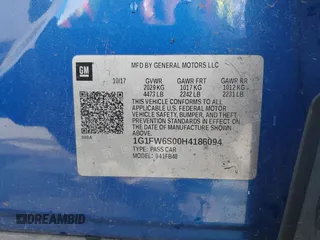 GM
MFD BY GENERAL MOTORS LLC
10/17 GVWR GAWR FRT GAWR RR
2029 KG 1017 KG 1012 KG
4473 LB 2242 LB 2231 LB
THIS VEHICLE CONFORMS TO ALL
APPLICABLE U.S. FEDERAL MOTOR
VEHICLE SAFETY, BUMPER, AND
THEFT PREVENTION STANDARDS IN
EFFECT ON THE DATE OF
MANUFACTURE SHOWN ABOVE.
1G1FW6S00H4186094
TYPE: PASS CAR
MODEL: 1FB48
DREAMBID